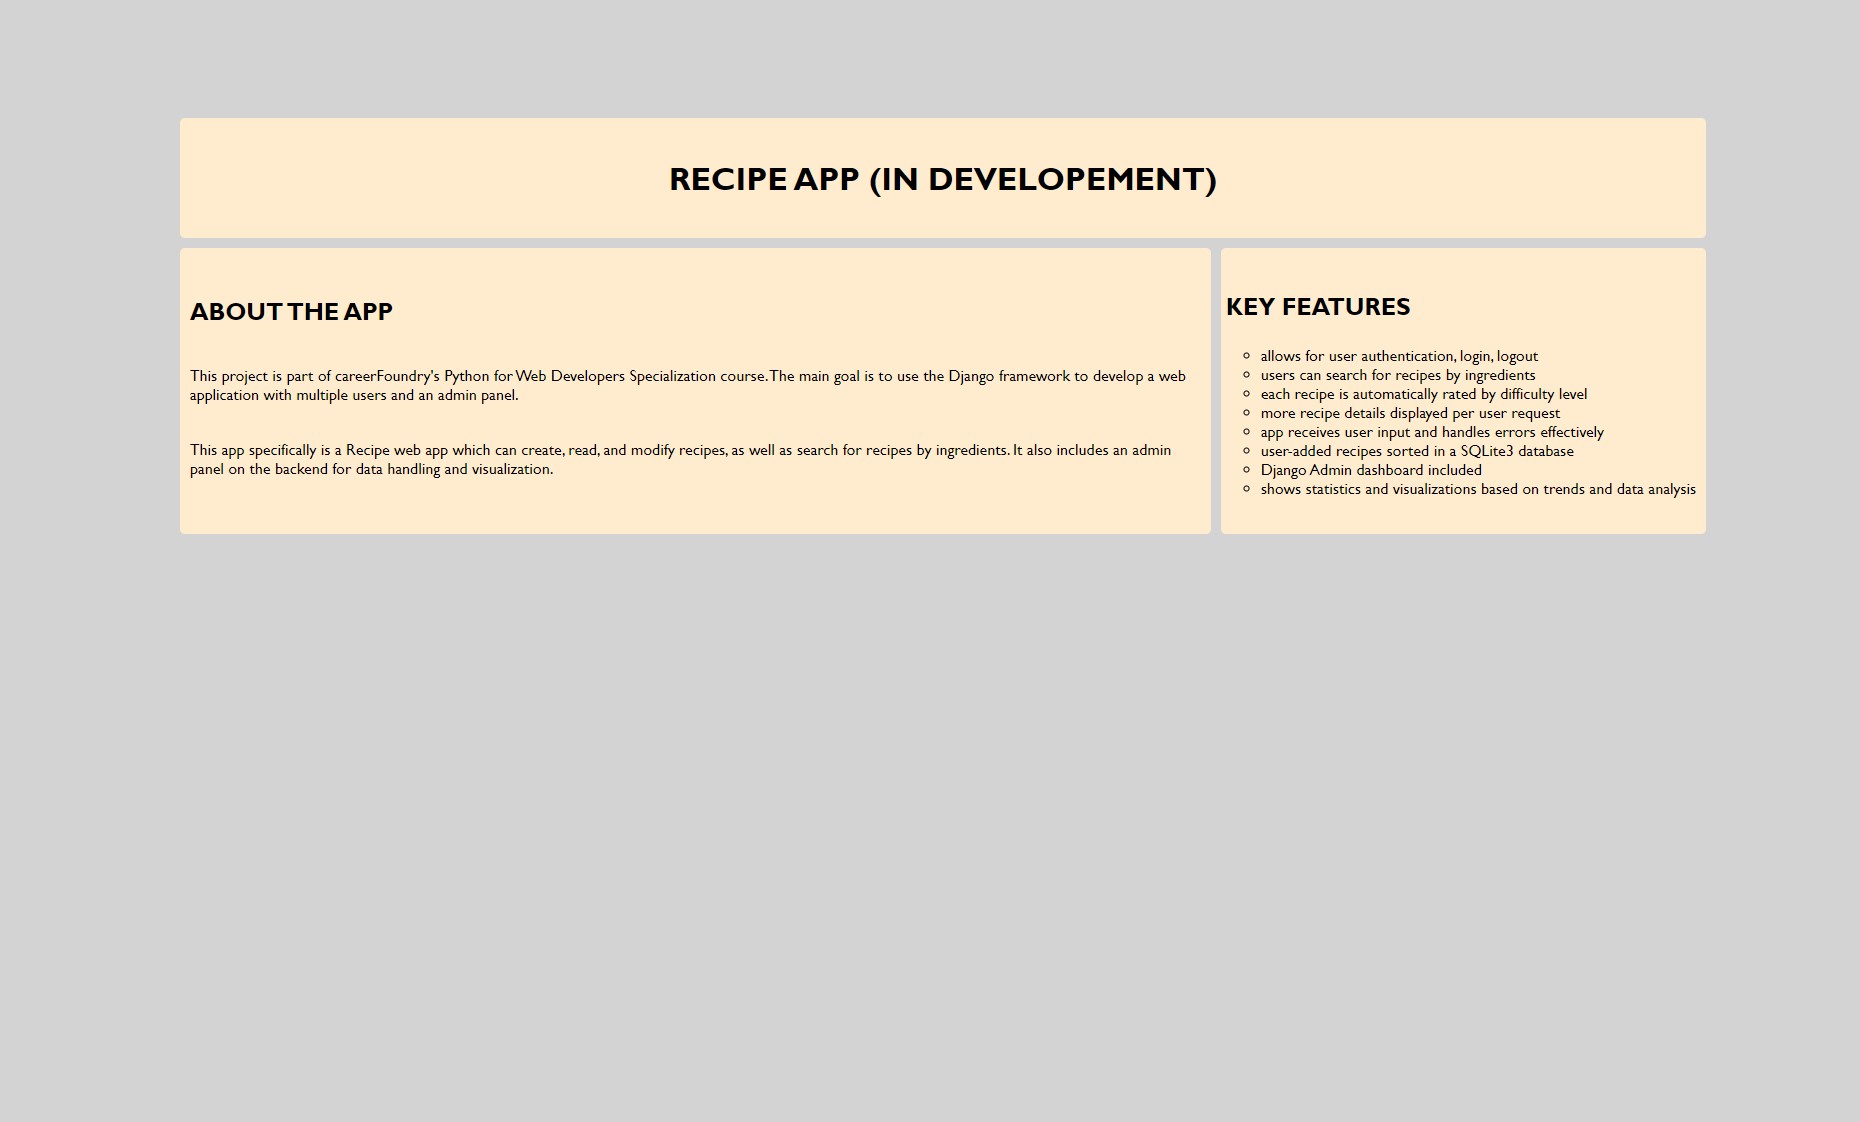 RECIPE APP (IN DEVELOPEMENT)
ABOUT THE APP
This project is part of careerFoundry's Python for Web Developers Specialization course. The main goal is to use the Django framework to develop a web
application with multiple users and an admin panel.
This app specifically is a Recipe web app which can create, read, and modify recipes, as well as search for recipes by ingredients. It also includes an admin
panel on the backend for data handling and visualization.
KEY FEATURES
allows for user authentication, login, logout
users can search for recipes by ingredients
each recipe is automatically rated by difficulty level
more recipe details displayed per user request
app receives user input and handles errors effectively
user-added recipes sorted in a SQLite3 database
Django Admin dashboard included
shows statistics and visualizations based on trends and data analysis